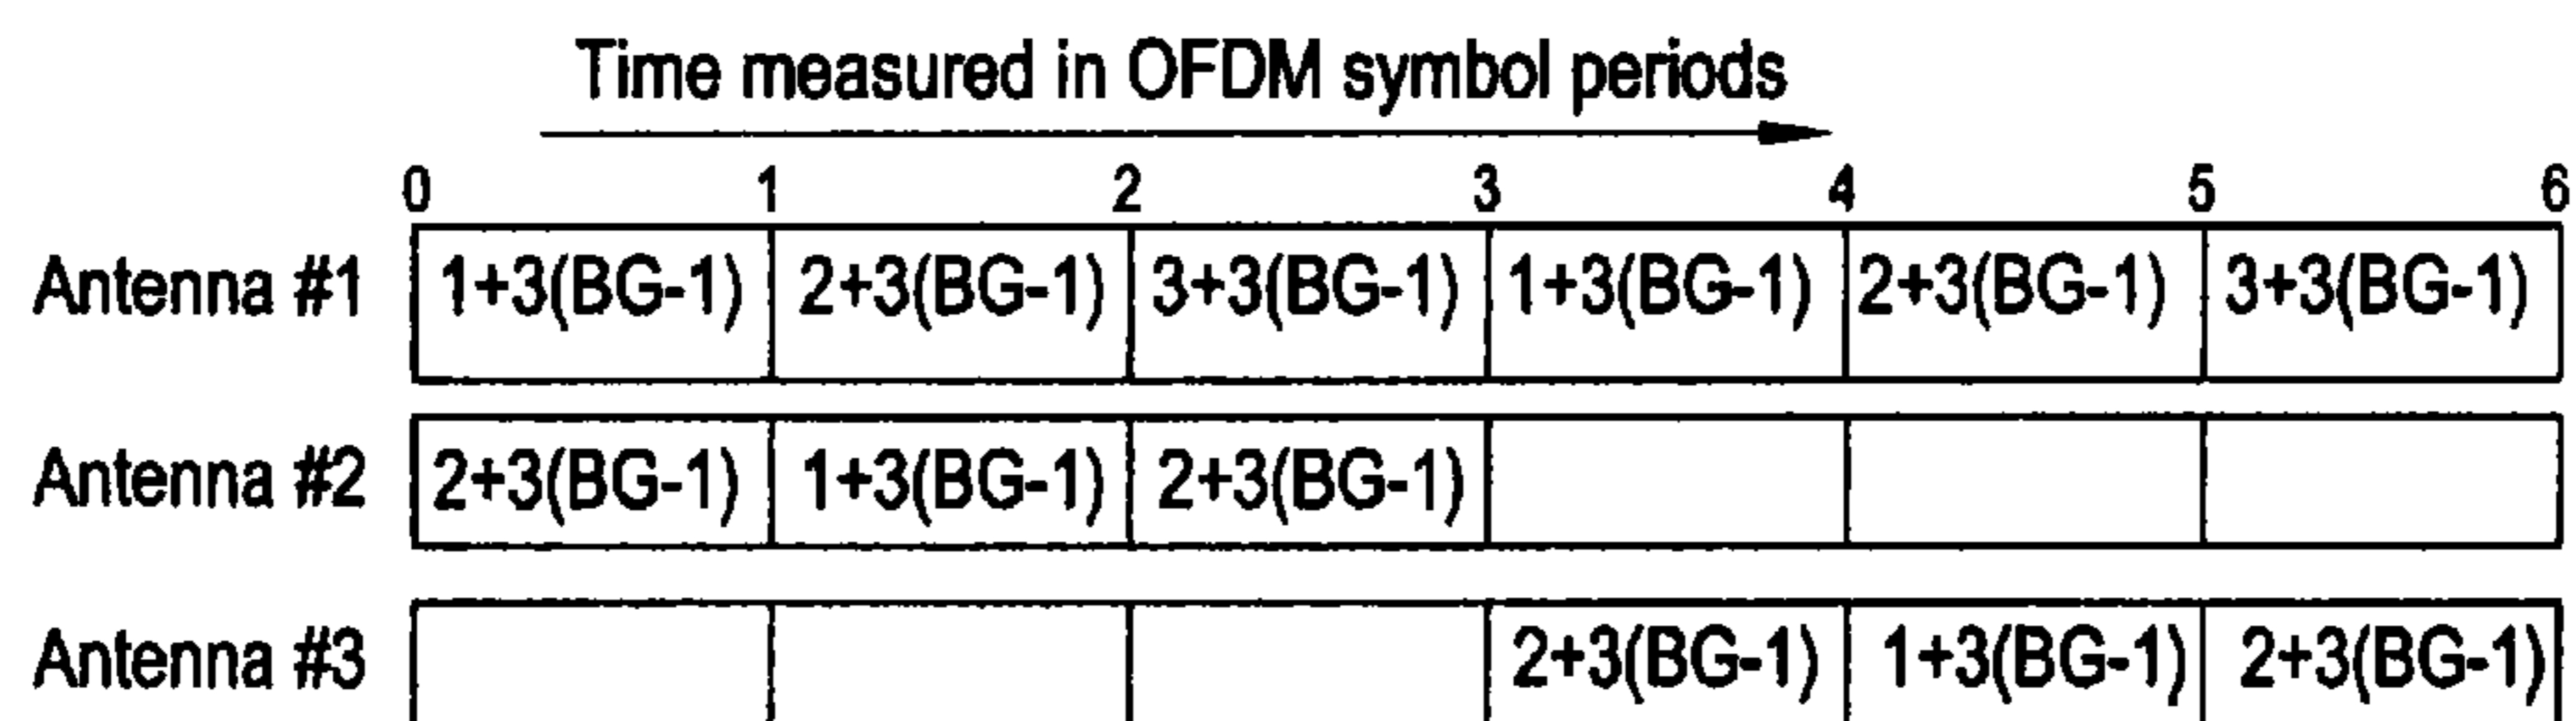 Time measured in OFDM symbol periods
0 1 2 3 4 5 6
Antenna #1 1+3(BG-1) 2+3(BG-1) 3+3(BG-1) 1+3(BG-1) 2+3(BG-1) 3+3(BG-1)
Antenna #2 2+3(BG-1) 1+3(BG-1) 2+3(BG-1)
Antenna #3 2+3(BG-1) 1+3(BG-1) 2+3(BG-1)